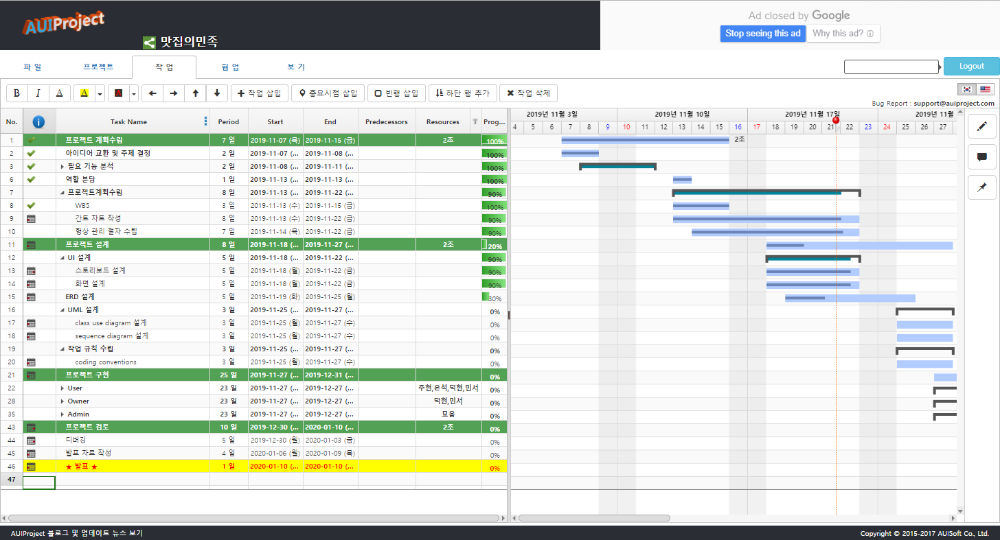 AUIProject
맛집의민족
Ad closed by Google
Stop seeing this ad Why this ad?
파 일 프로젝트 작 업 협 업 보 기 Logout
B I A A A 작업 삽입 중요시점 삽입 빈행 삽입 하단 행 추가 작업 삭제
Bug Report : support@auiproject.com
No. Task Name Period Start End Predecessors Resources Prog...
2019년 11월 3일 2019년 11월 10일 2019년 11월 17일 2019년 11월
4 5 6 7 8 9 10 11 12 13 14 15 16 17 18 19 20 21 22 23 24 25 26 27
1 프로젝트 계획수립 7 일 2019-11-07 (목) 2019-11-15 (금) 2조 100% 2조
2 아이디어 교환 및 주제 결정 2 일 2019-11-07 (... 2019-11-08 (... 100%
3 필요 기능 분석 2 일 2019-11-08 (... 2019-11-11 (... 100%
6 역할 분담 1 일 2019-11-13 (... 2019-11-13 (... 100%
7 프로젝트계획수립 8 일 2019-11-13 (... 2019-11-22 (... 90%
8 WBS 3 일 2019-11-13 (수) 2019-11-15 (금) 100%
9 간트 차트 작성 8 일 2019-11-13 (수) 2019-11-22 (금) 90%
10 형상 관리 절차 수립 7 일 2019-11-14 (목) 2019-11-22 (금) 90%
11 프로젝트 설계 8 일 2019-11-18 (... 2019-11-27 (... 2조 20%
12 UI 설계 5 일 2019-11-18 (... 2019-11-22 (... 90%
13 스토리보드 설계 5 일 2019-11-18 (월) 2019-11-22 (금) 90%
14 화면 설계 5 일 2019-11-18 (월) 2019-11-22 (금) 90%
15 ERD 설계 5 일 2019-11-19 (화) 2019-11-25 (월) 30%
16 UML 설계 3 일 2019-11-25 (... 2019-11-27 (... 0%
17 class use diagram 설계 3 일 2019-11-25 (월) 2019-11-27 (수) 0%
18 sequence diagram 설계 3 일 2019-11-25 (월) 2019-11-27 (수) 0%
19 작업 규칙 수립 3 일 2019-11-25 (... 2019-11-27 (... 0%
20 coding conventions 3 일 2019-11-25 (월) 2019-11-27 (수) 0%
21 프로젝트 구현 25 일 2019-11-27 (... 2019-12-31 (... 0%
22 User 23 일 2019-11-27 (... 2019-12-27 (... 주현,은석,덕현,민서 0%
28 Owner 23 일 2019-11-27 (... 2019-12-27 (... 덕현,민서 0%
35 Admin 23 일 2019-11-27 (... 2019-12-27 (... 묘음 0%
43 프로젝트 검토 10 일 2019-12-30 (... 2020-01-10 (... 2조 0%
44 디버깅 5 일 2019-12-30 (월) 2020-01-03 (금) 0%
45 발표 자료 작성 4 일 2020-01-06 (월) 2020-01-09 (목) 0%
46 ★ 발표 ★ 1 일 2020-01-10 (... 2020-01-10 (... 0%
47
AUIProject 블로그 및 업데이트 뉴스 보기 Copyright © 2015-2017 AUISoft Co., Ltd.